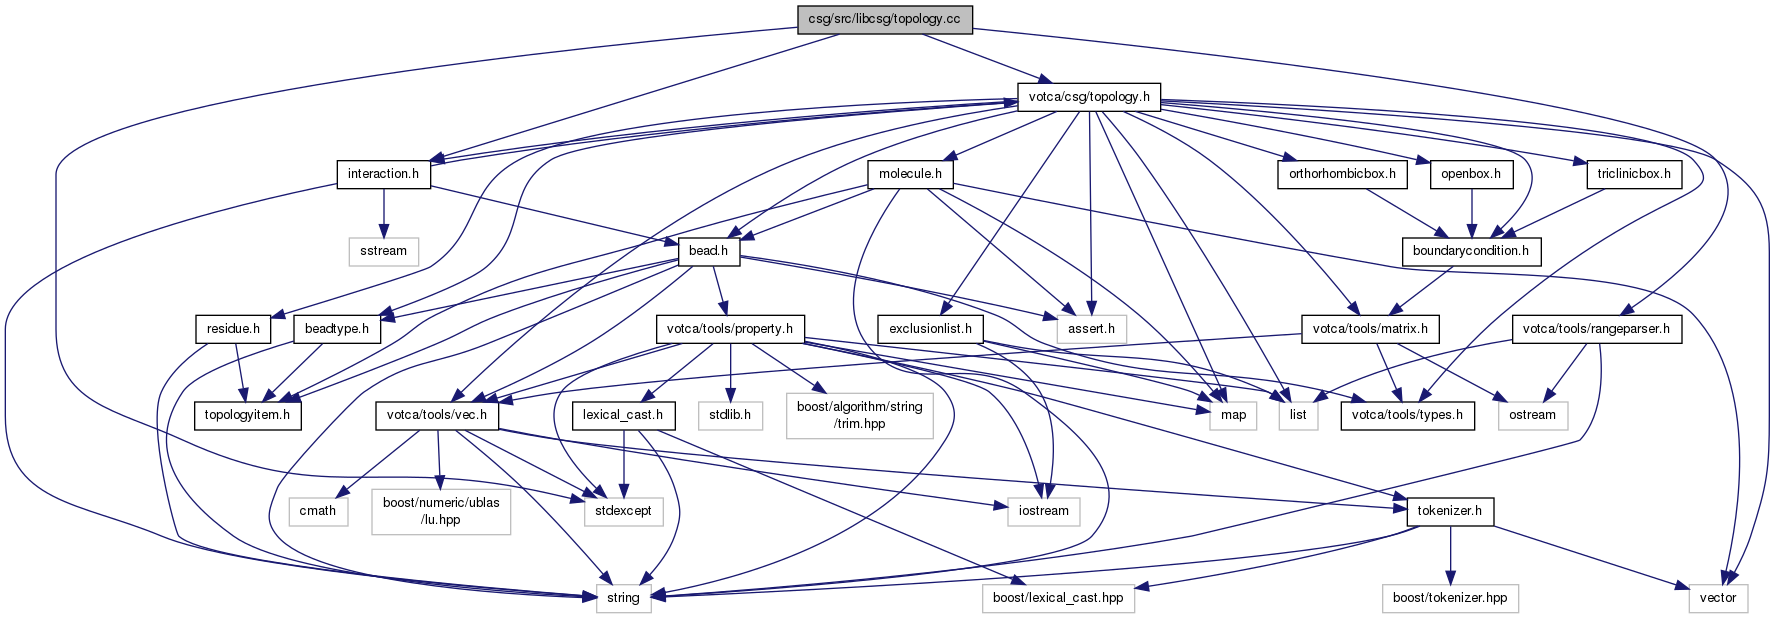 csg/src/libcsg/topology.cc
votca/csg/topology.h
interaction.h
molecule.h
orthorhombicbox.h
openbox.h
triclinicbox.h
sstream
bead.h
boundarycondition.h
residue.h
beadtype.h
votca/tools/property.h
exclusionlist.h
assert.h
votca/tools/matrix.h
votca/tools/rangeparser.h
topologyitem.h
votca/tools/vec.h
lexical_cast.h
stdlib.h
boost/algorithm/string
/trim.hpp
map
list
votca/tools/types.h
ostream
cmath
boost/numeric/ublas
/lu.hpp
stdexcept
iostream
tokenizer.h
string
boost/lexical_cast.hpp
boost/tokenizer.hpp
vector